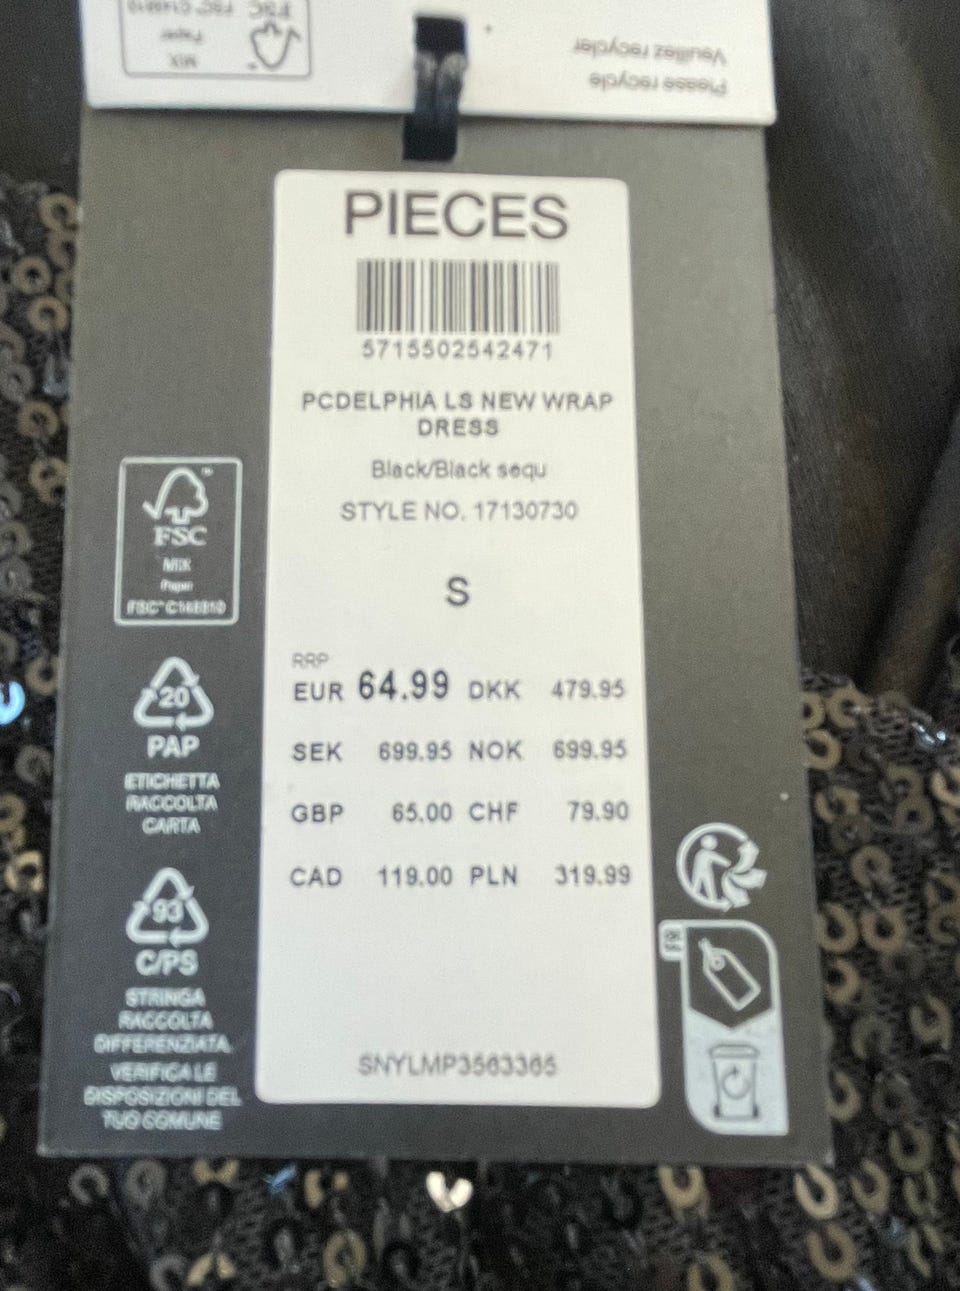 Please recycle
Veuillez recycler
MIX
Paper
PIECES
5715502542471
PCDELPHIA LS NEW WRAP
DRESS
Black/Black sequ
STYLE NO. 17130730
S
RRP
EUR 64.99 DKK 479.95
SEK 699.95 NOK 699.95
GBP 65.00 CHF 79.90
CAD 119.00 PLN 319.99
SNYLMP3563365
FSC
MIX
Paper
20
PAP
ETICHETTA
RACCOLTA
CARTA
93
C/PS
STRINGA
RACCOLTA
DIFFERENZIATA.
VERIFICA LE
DISPOSIZIONI DEL
TUO COMUNE
FR